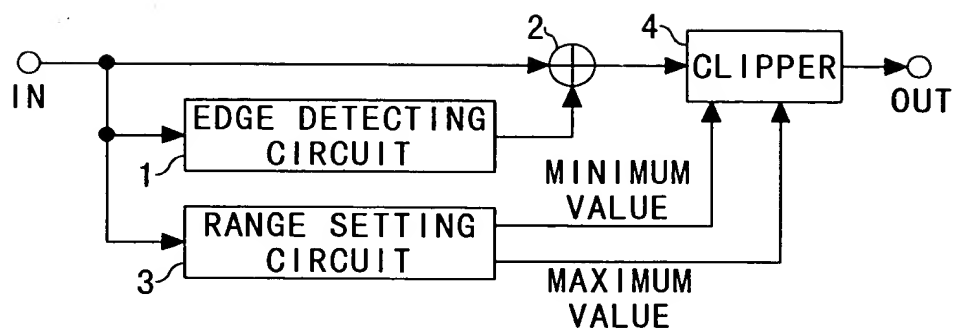 2
4
CLIPPER
IN
OUT
EDGE DETECTING
CIRCUIT
1
MINIMUM
VALUE
RANGE SETTING
CIRCUIT
3
MAXIMUM
VALUE